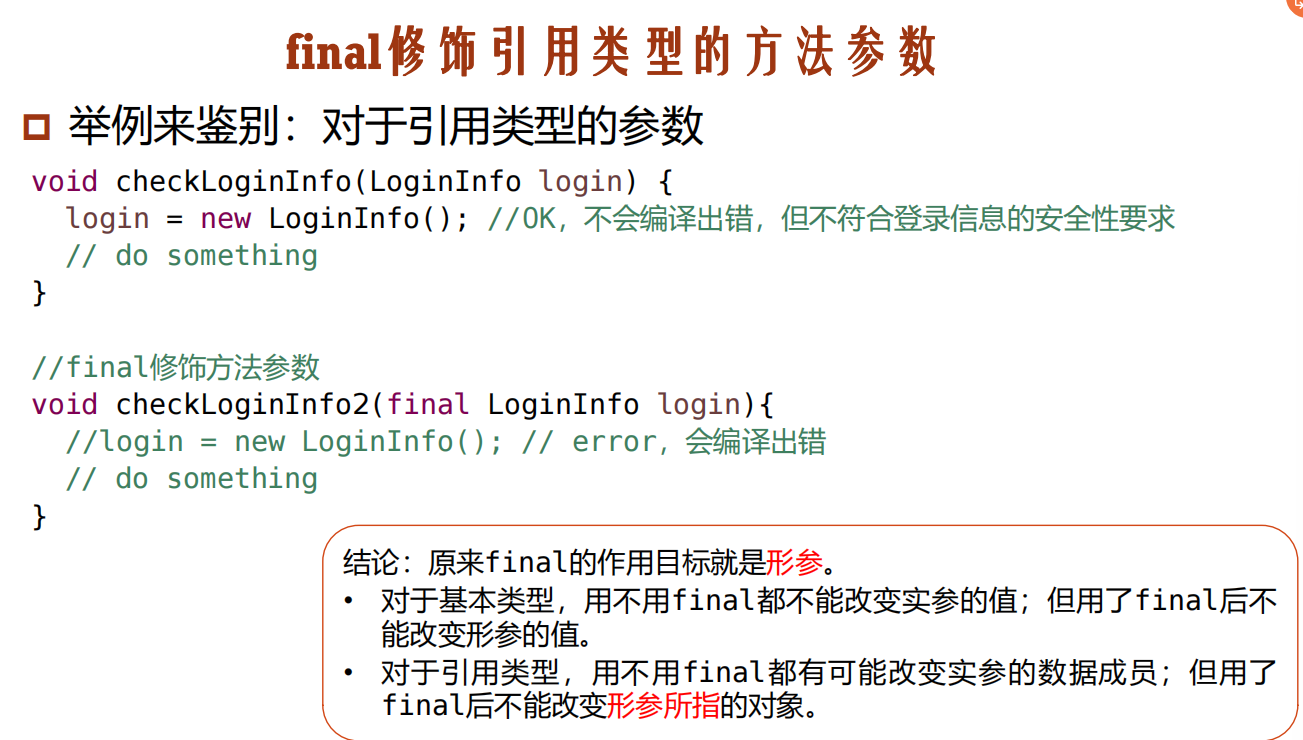 final修饰引用类型的方法参数
举例来鉴别：对于引用类型的参数
void checkLoginInfo(LoginInfo login) {
login = new LoginInfo(); //OK，不会编译出错，但不符合登录信息的安全性要求
// do something
}
//final修饰方法参数
void checkLoginInfo2(final LoginInfo login){
//login = new LoginInfo(); // error，会编译出错
// do something
}
结论：原来final的作用目标就是形参。
• 对于基本类型，用不用final都不能改变实参的值；但用了final后不
能改变形参的值。
• 对于引用类型，用不用final都有可能改变实参的数据成员；但用了
final后不能改变形参所指的对象。